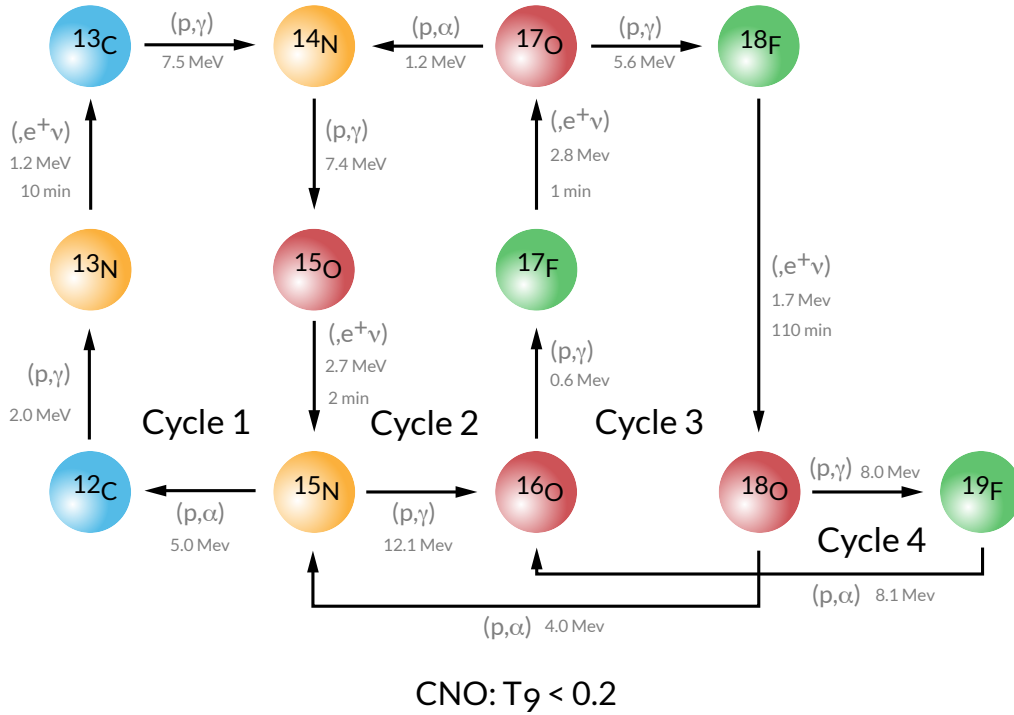 ¹³C
(p,γ)
7.5 MeV
¹⁴N
(p,α)
1.2 MeV
¹⁷O
(p,γ)
5.6 MeV
¹⁸F
(,e⁺ν)
1.2 MeV
10 min
(p,γ)
7.4 MeV
(,e⁺ν)
2.8 Mev
1 min
¹³N
¹⁵O
¹⁷F
(,e⁺ν)
1.7 Mev
110 min
(p,γ)
2.0 MeV
(,e⁺ν)
2.7 MeV
2 min
(p,γ)
0.6 Mev
Cycle 1
Cycle 2
Cycle 3
¹²C
(p,α)
5.0 Mev
¹⁵N
(p,γ)
12.1 Mev
¹⁶O
¹⁸O
(p,γ) 8.0 Mev
¹⁹F
Cycle 4
(p,α) 8.1 Mev
(p,α) 4.0 Mev
CNO: T₉ < 0.2